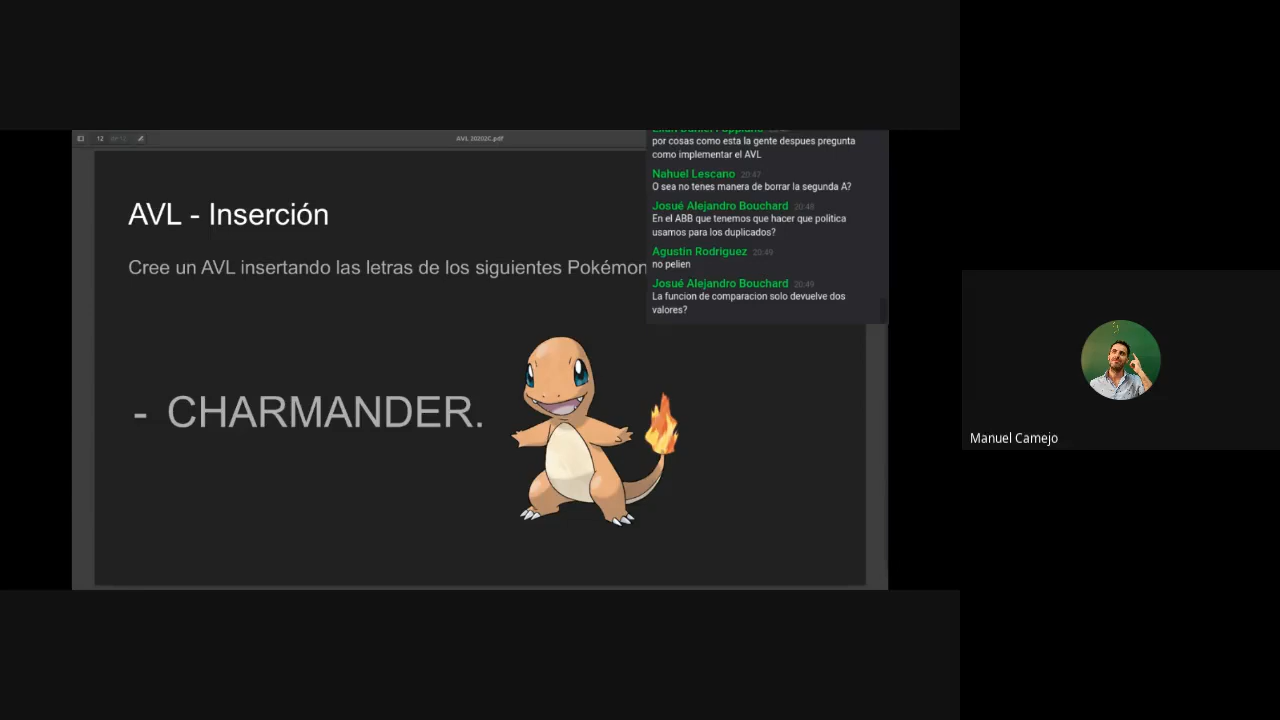 12
AVL 20202C.pdf
AVL - Inserción
Cree un AVL insertando las letras de los siguientes Pokémon
- CHARMANDER.
por cosas como esta la gente despues pregunta
como implementar el AVL
Nahuel Lescano 20:47
O sea no tenes manera de borrar la segunda A?
Josué Alejandro Bouchard 20:48
En el ABB que tenemos que hacer que politica
usamos para los duplicados?
Agustin Rodriguez 20:49
no pelien
Josué Alejandro Bouchard 20:49
La funcion de comparacion solo devuelve dos
valores?
Manuel Camejo